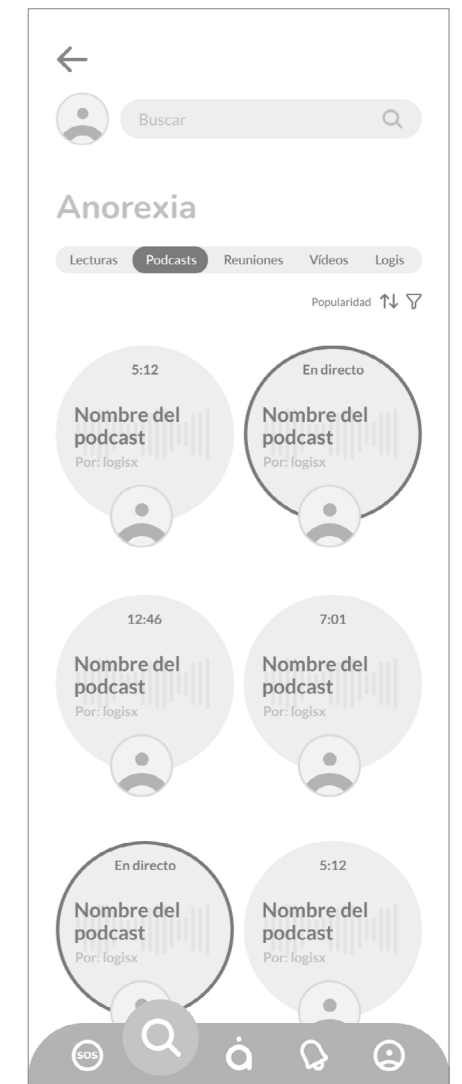 Buscar
Anorexia
Lecturas Podcasts Reuniones Vídeos Logis
Popularidad
5:12
Nombre del
podcast
Por: logisx
En directo
Nombre del
podcast
Por: logisx
12:46
Nombre del
podcast
Por: logisx
7:01
Nombre del
podcast
Por: logisx
En directo
Nombre del
podcast
Por: logisx
5:12
Nombre del
podcast
Por: logisx
SOS